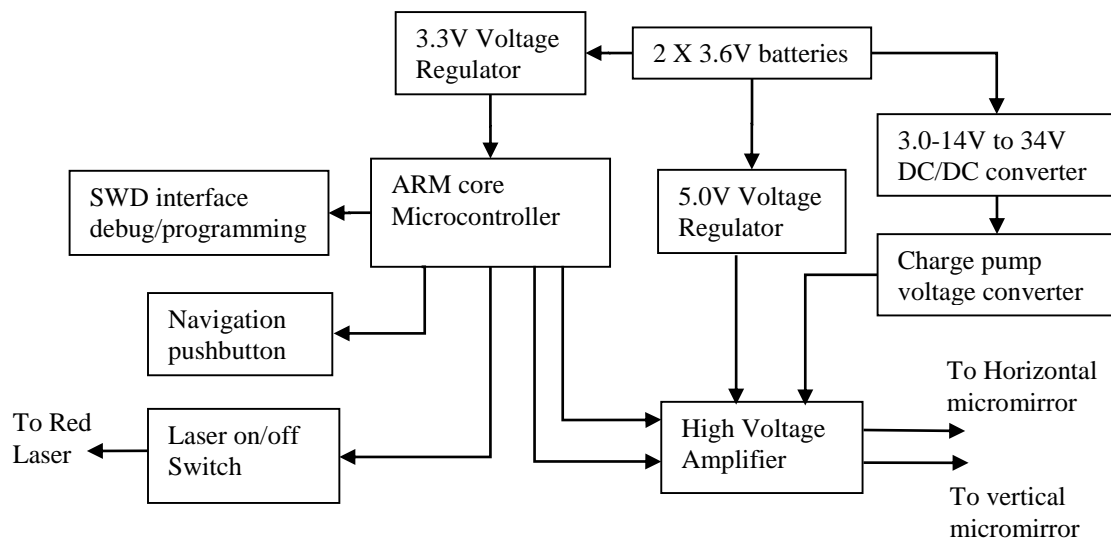 3.3V Voltage
Regulator
2 X 3.6V batteries
3.0-14V to 34V
DC/DC converter
SWD interface
debug/programming
ARM core
Microcontroller
5.0V Voltage
Regulator
Charge pump
voltage converter
Navigation
pushbutton
To Horizontal
micromirror
To Red
Laser
Laser on/off
Switch
High Voltage
Amplifier
To vertical
micromirror